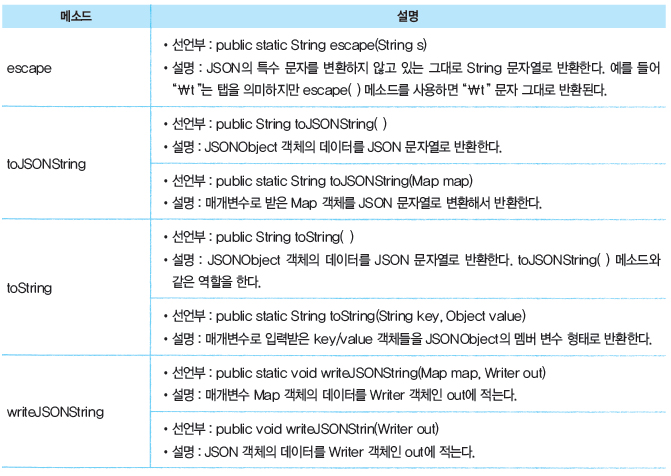 메소드 설명
escape
• 선언부 : public static String escape(String s)
• 설명 : JSON의 특수 문자를 변환하지 않고 있는 그대로 String 문자열로 반환한다. 예를 들어
“₩t”는 탭을 의미하지만 escape( ) 메소드를 사용하면 “₩t” 문자 그대로 반환된다.
toJSONString
• 선언부 : public String toJSONString( )
• 설명 : JSONObject 객체의 데이터를 JSON 문자열로 반환한다.
• 선언부 : public static String toJSONString(Map map)
• 설명 : 매개변수로 받은 Map 객체를 JSON 문자열로 변환해서 반환한다.
toString
• 선언부 : public String toString( )
• 설명 : JSONObject 객체의 데이터를 JSON 문자열로 반환한다. toJSONString( ) 메소드와
같은 역할을 한다.
• 선언부 : public static String toString(String key, Object value)
• 설명 : 매개변수로 입력받은 key/value 객체들을 JSONObject의 멤버 변수 형태로 반환한다.
writeJSONString
• 선언부 : public static void writeJSONString(Map map, Writer out)
• 설명 : 매개변수 Map 객체의 데이터를 Writer 객체인 out에 적는다.
• 선언부 : public void writeJSONStrin(Writer out)
• 설명 : JSON 객체의 데이터를 Writer 객체인 out에 적는다.